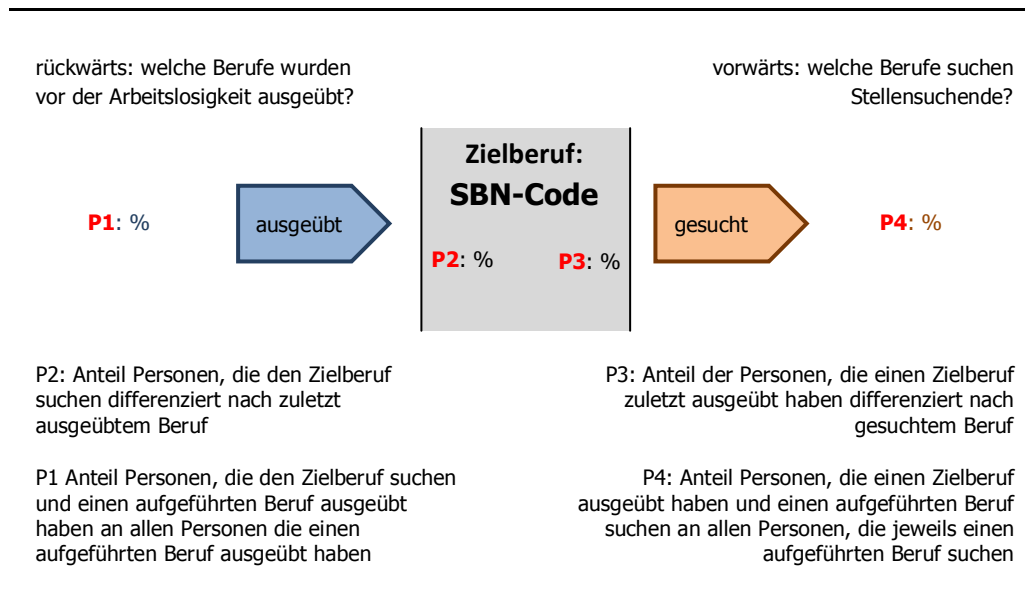 rückwärts: welche Berufe wurden
vor der Arbeitslosigkeit ausgeübt?
vorwärts: welche Berufe suchen
Stellensuchende?
Zielberuf:
SBN-Code
P1: %
ausgeübt
P2: %
P3: %
gesucht
P4: %
P2: Anteil Personen, die den Zielberuf
suchen differenziert nach zuletzt
ausgeübtem Beruf
P3: Anteil der Personen, die einen Zielberuf
zuletzt ausgeübt haben differenziert nach
gesuchtem Beruf
P1 Anteil Personen, die den Zielberuf suchen
und einen aufgeführten Beruf ausgeübt
haben an allen Personen die einen
aufgeführten Beruf ausgeübt haben
P4: Anteil Personen, die einen Zielberuf
ausgeübt haben und einen aufgeführten Beruf
suchen an allen Personen, die jeweils einen
aufgeführten Beruf suchen